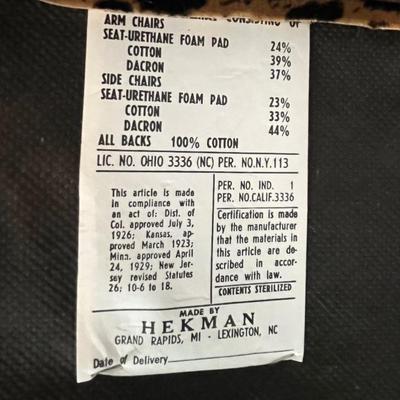 ARM CHAIRS
CONSISTING OF
SEAT-URETHANE FOAM PAD 24%
COTTON 39%
DACRON 37%
SIDE CHAIRS
SEAT-URETHANE FOAM PAD 23%
COTTON 33%
DACRON 44%
ALL BACKS 100% COTTON
LIC. NO. OHIO 3336 (NC) PER. NO.N.Y.113
This article is made
in compliance with
an act of: Dist. of
Col. approved July 3,
1926; Kansas, ap-
proved March 1923;
Minn. approved April
24, 1929; New Jer-
sey revised Statutes
26; 10-6 to 18.
PER. NO. IND. 1
PER. NO.CALIF.3336
Certification is made
by the manufacturer
that the materials in
this article are de-
scribed in accor-
dance with law.
CONTENTS STERILIZED
MADE BY
HEKMAN
GRAND RAPIDS, MI - LEXINGTON, NC
Date of Delivery